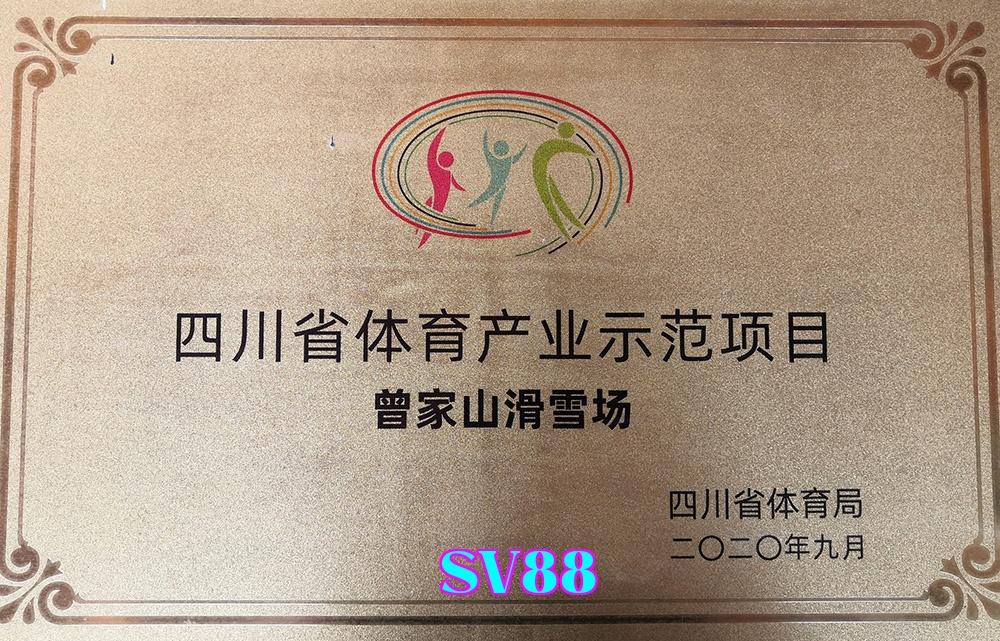 四川省体育产业示范项目
曾家山滑雪场
四川省体育局
二〇二〇年九月
SV88